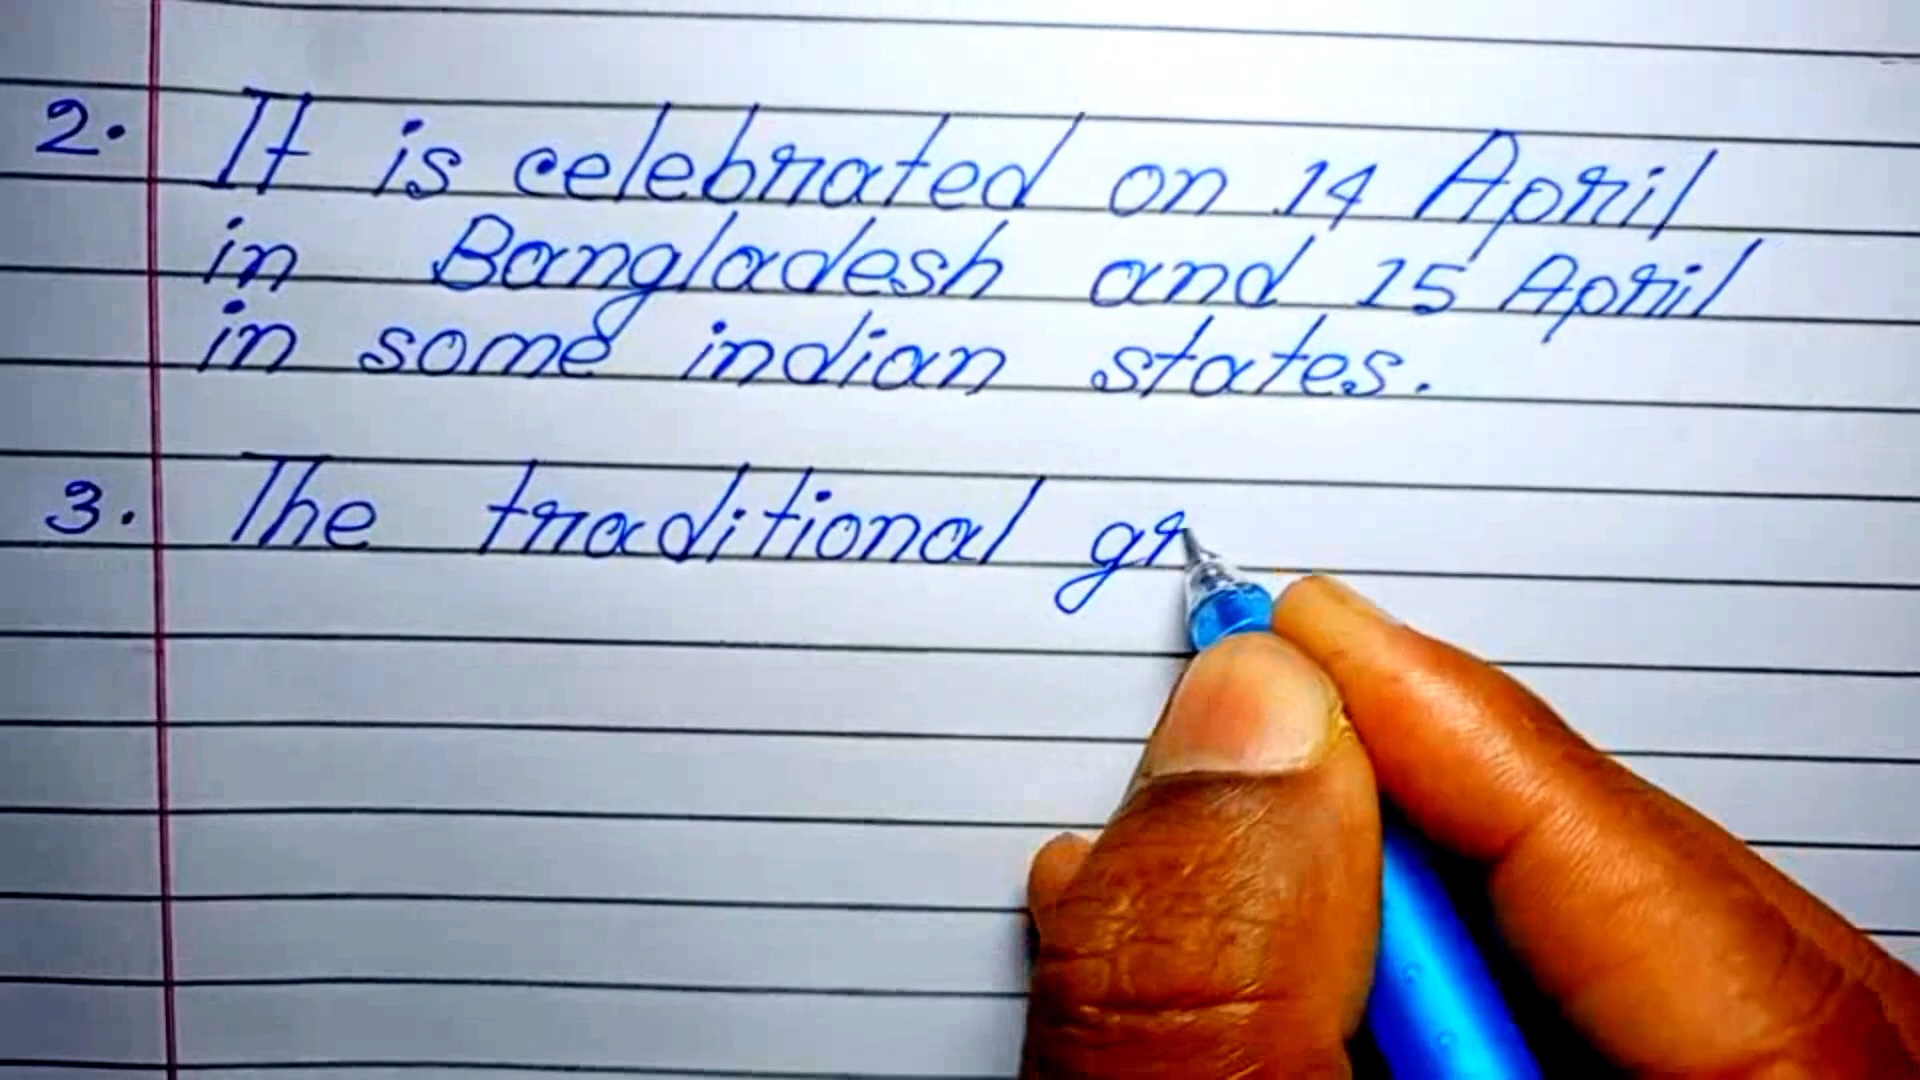 2. It is celebrated on 14 April
in Bangladesh and 15 April
in some indian states.
3. The traditional gr